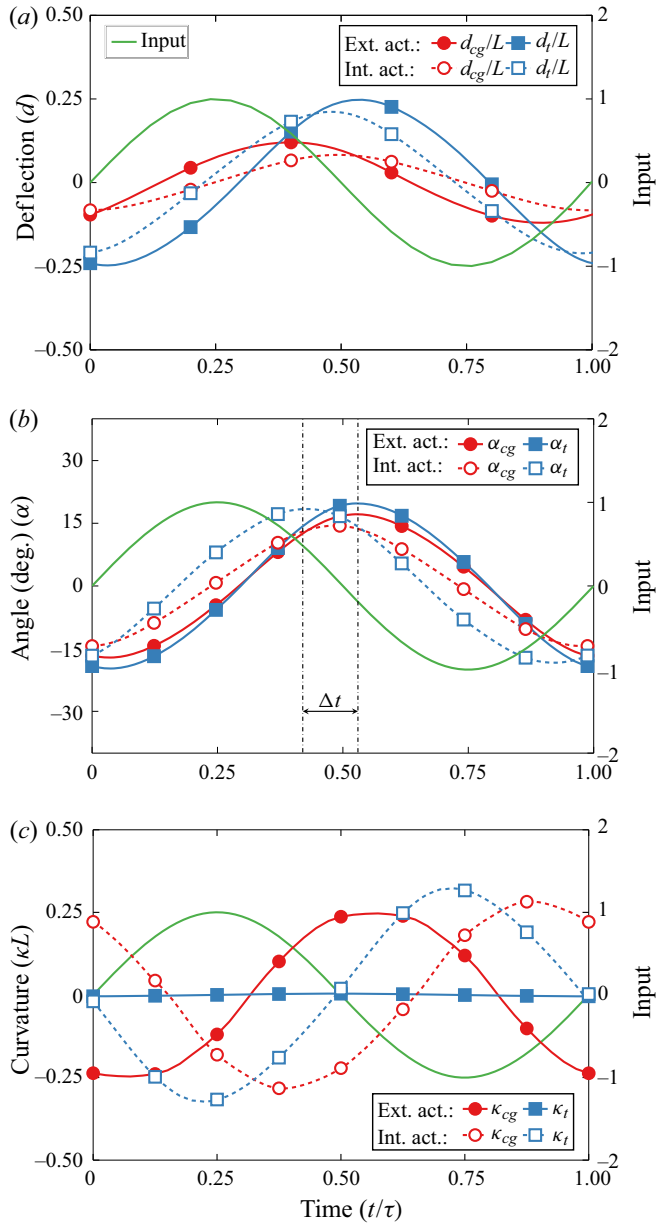 (a)
0.50
0.25
0
–0.25
–0.50
Deflection (d)
Input
Ext. act.: d_cg/L d_t/L
Int. act.: d_cg/L d_t/L
2
1
0
–1
–2
Input
0 0.25 0.50 0.75 1.00
(b)
30
15
0
–15
–30
Angle (deg.) (α)
Ext. act.: α_cg α_t
Int. act.: α_cg α_t
Δt
2
1
0
–1
–2
Input
0 0.25 0.50 0.75 1.00
(c)
0.50
0.25
0
–0.25
–0.50
Curvature (κL)
Ext. act.: κ_cg κ_t
Int. act.: κ_cg κ_t
2
1
0
–1
–2
Input
0 0.25 0.50 0.75 1.00
Time (t/τ)